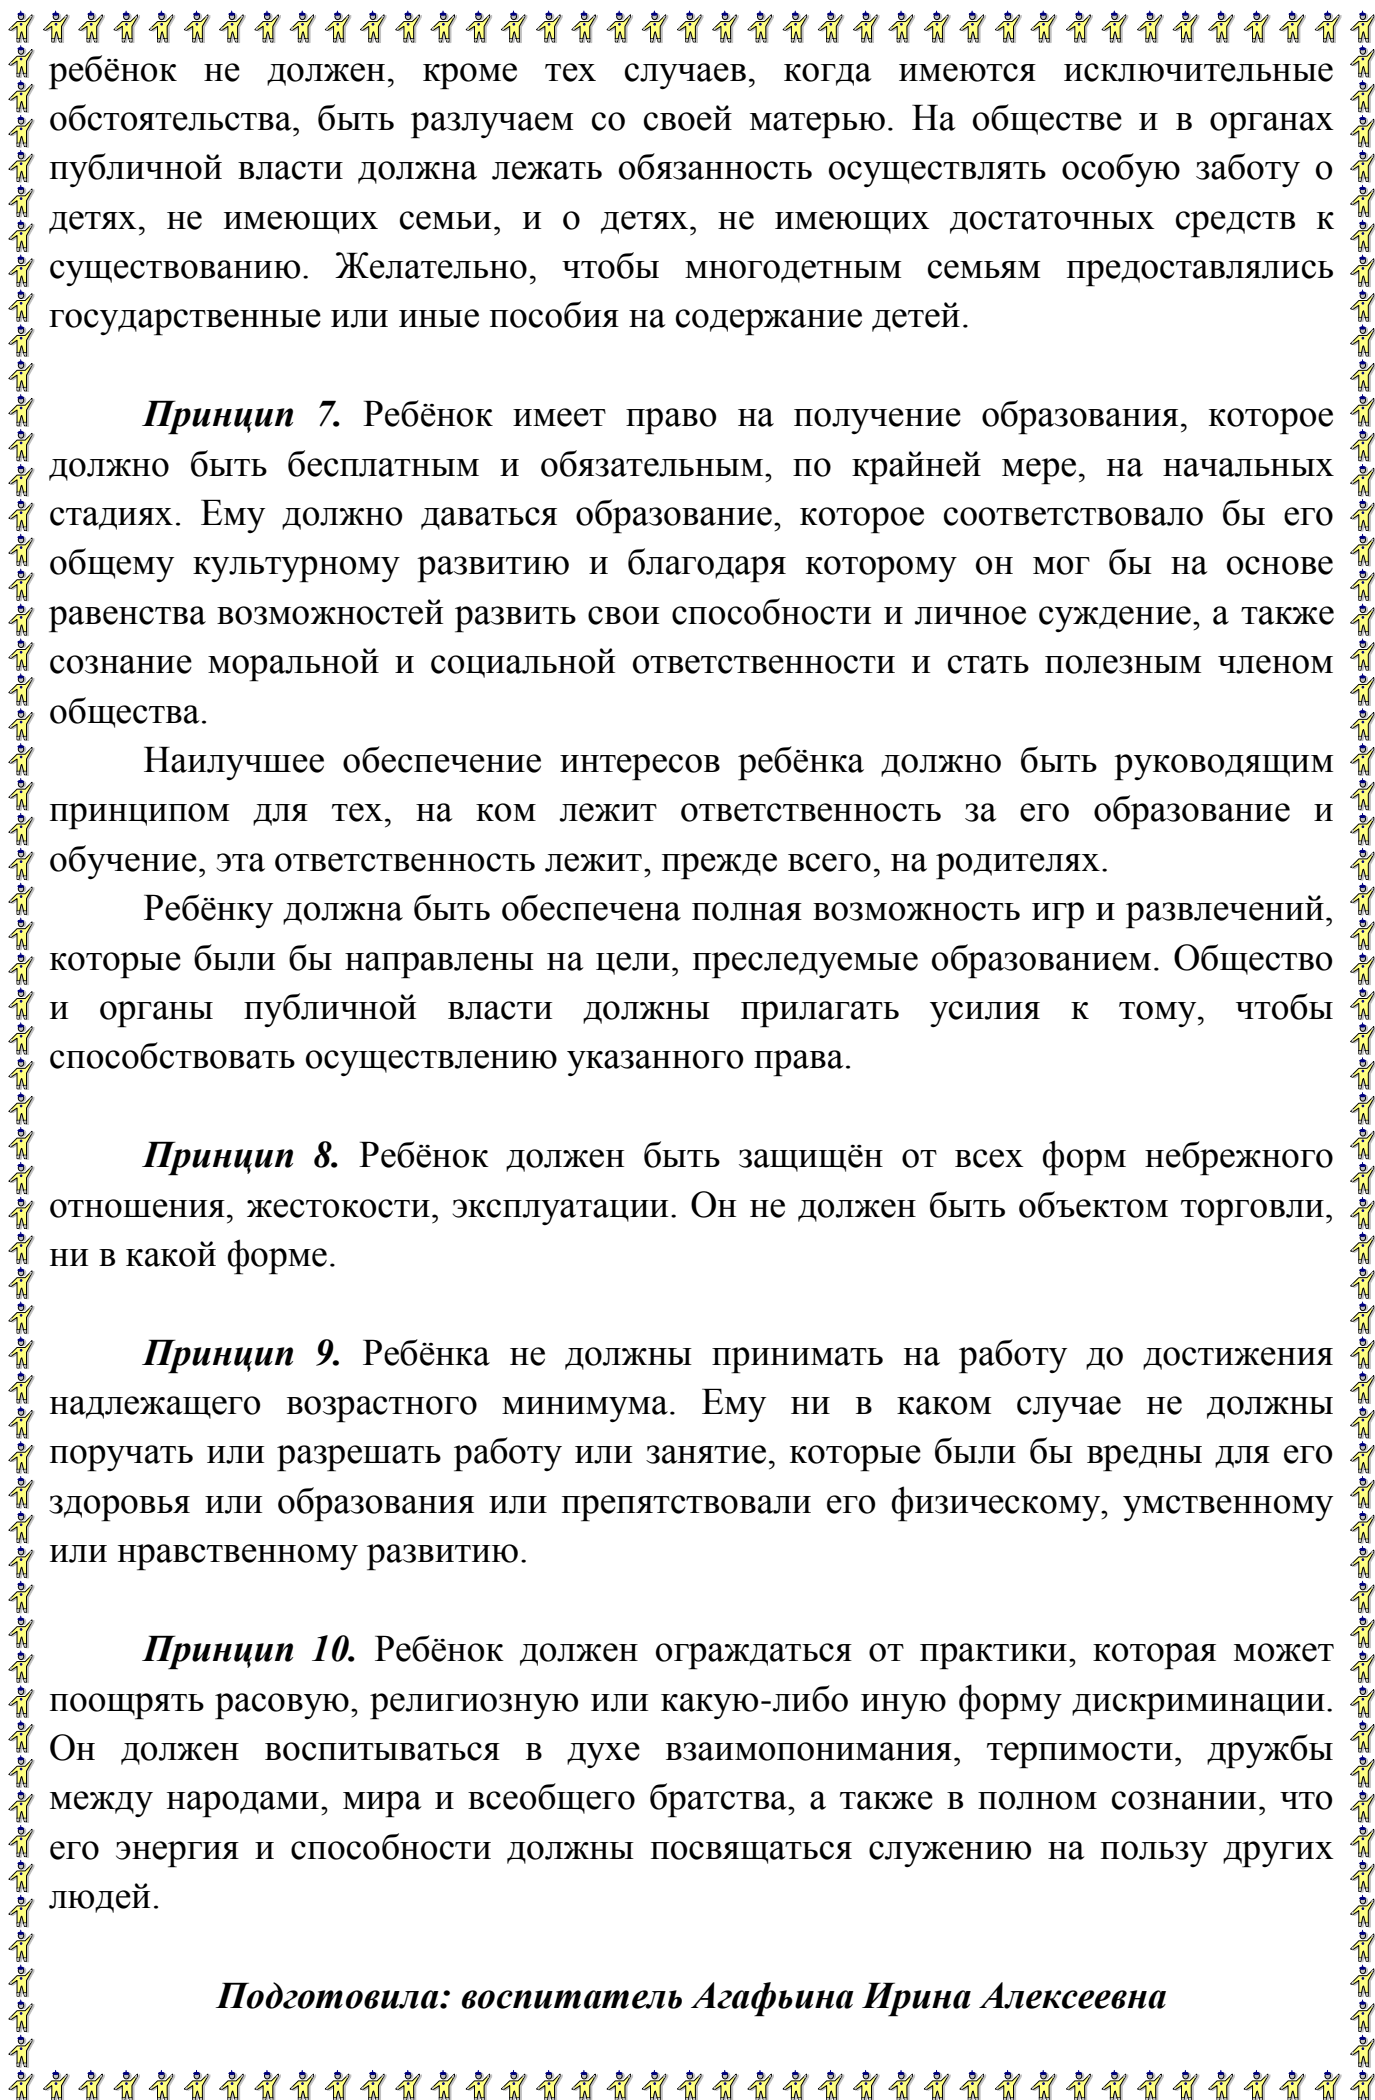 ребёнок не должен, кроме тех случаев, когда имеются исключительные
обстоятельства, быть разлучаем со своей матерью. На обществе и в органах
публичной власти должна лежать обязанность осуществлять особую заботу о
детях, не имеющих семьи, и о детях, не имеющих достаточных средств к
существованию. Желательно, чтобы многодетным семьям предоставлялись
государственные или иные пособия на содержание детей.
Принцип 7. Ребёнок имеет право на получение образования, которое
должно быть бесплатным и обязательным, по крайней мере, на начальных
стадиях. Ему должно даваться образование, которое соответствовало бы его
общему культурному развитию и благодаря которому он мог бы на основе
равенства возможностей развить свои способности и личное суждение, а также
сознание моральной и социальной ответственности и стать полезным членом
общества.
Наилучшее обеспечение интересов ребёнка должно быть руководящим
принципом для тех, на ком лежит ответственность за его образование и
обучение, эта ответственность лежит, прежде всего, на родителях.
Ребёнку должна быть обеспечена полная возможность игр и развлечений,
которые были бы направлены на цели, преследуемые образованием. Общество
и органы публичной власти должны прилагать усилия к тому, чтобы
способствовать осуществлению указанного права.
Принцип 8. Ребёнок должен быть защищён от всех форм небрежного
отношения, жестокости, эксплуатации. Он не должен быть объектом торговли,
ни в какой форме.
Принцип 9. Ребёнка не должны принимать на работу до достижения
надлежащего возрастного минимума. Ему ни в каком случае не должны
поручать или разрешать работу или занятие, которые были бы вредны для его
здоровья или образования или препятствовали его физическому, умственному
или нравственному развитию.
Принцип 10. Ребёнок должен ограждаться от практики, которая может
поощрять расовую, религиозную или какую-либо иную форму дискриминации.
Он должен воспитываться в духе взаимопонимания, терпимости, дружбы
между народами, мира и всеобщего братства, а также в полном сознании, что
его энергия и способности должны посвящаться служению на пользу других
людей.
Подготовила: воспитатель Агафьина Ирина Алексеевна